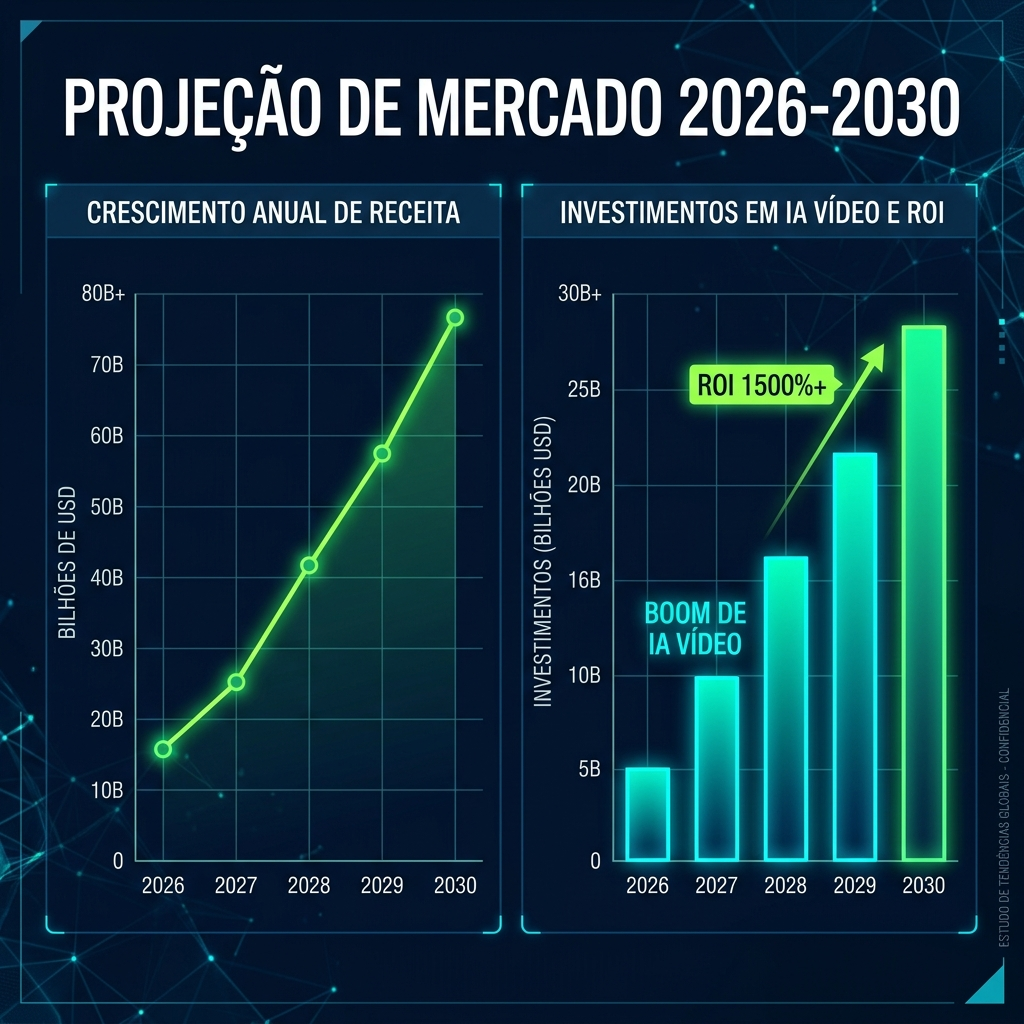 PROJEÇÃO DE MERCADO 2026-2030
CRESCIMENTO ANUAL DE RECEITA
80B+
70B
60B
50B
40B
30B
20B
10B
0
BILHÕES DE USD
2026 2027 2028 2029 2030
INVESTIMENTOS EM IA VÍDEO E ROI
30B+
25B
20B
16B
10B
5B
0
INVESTIMENTOS (BILHÕES USD)
ROI 1500%+
BOOM DE
IA VÍDEO
2026 2027 2028 2029 2030
ESTUDO DE TENDÊNCIAS GLOBAIS - CONFIDENCIAL